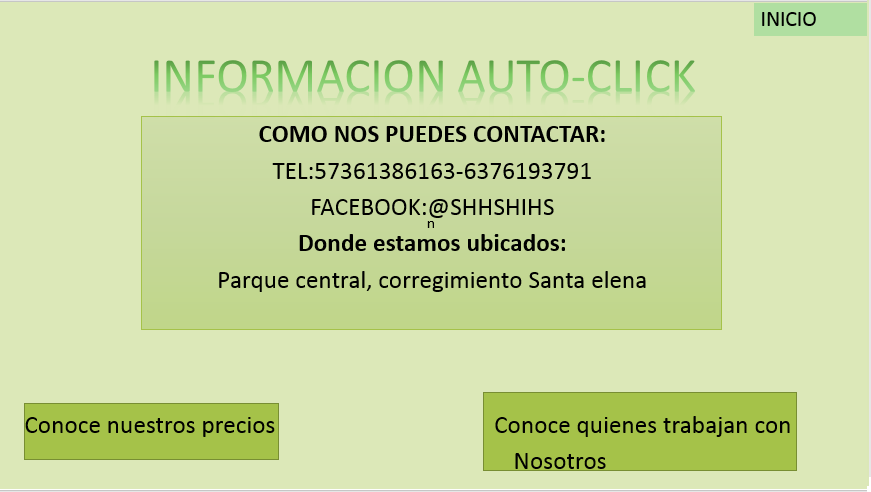 INICIO
INFORMACION AUTO-CLICK
COMO NOS PUEDES CONTACTAR:
TEL:57361386163-6376193791
FACEBOOK:@SHHSHIHS
n
Donde estamos ubicados:
Parque central, corregimiento Santa elena
Conoce nuestros precios
Conoce quienes trabajan con
Nosotros